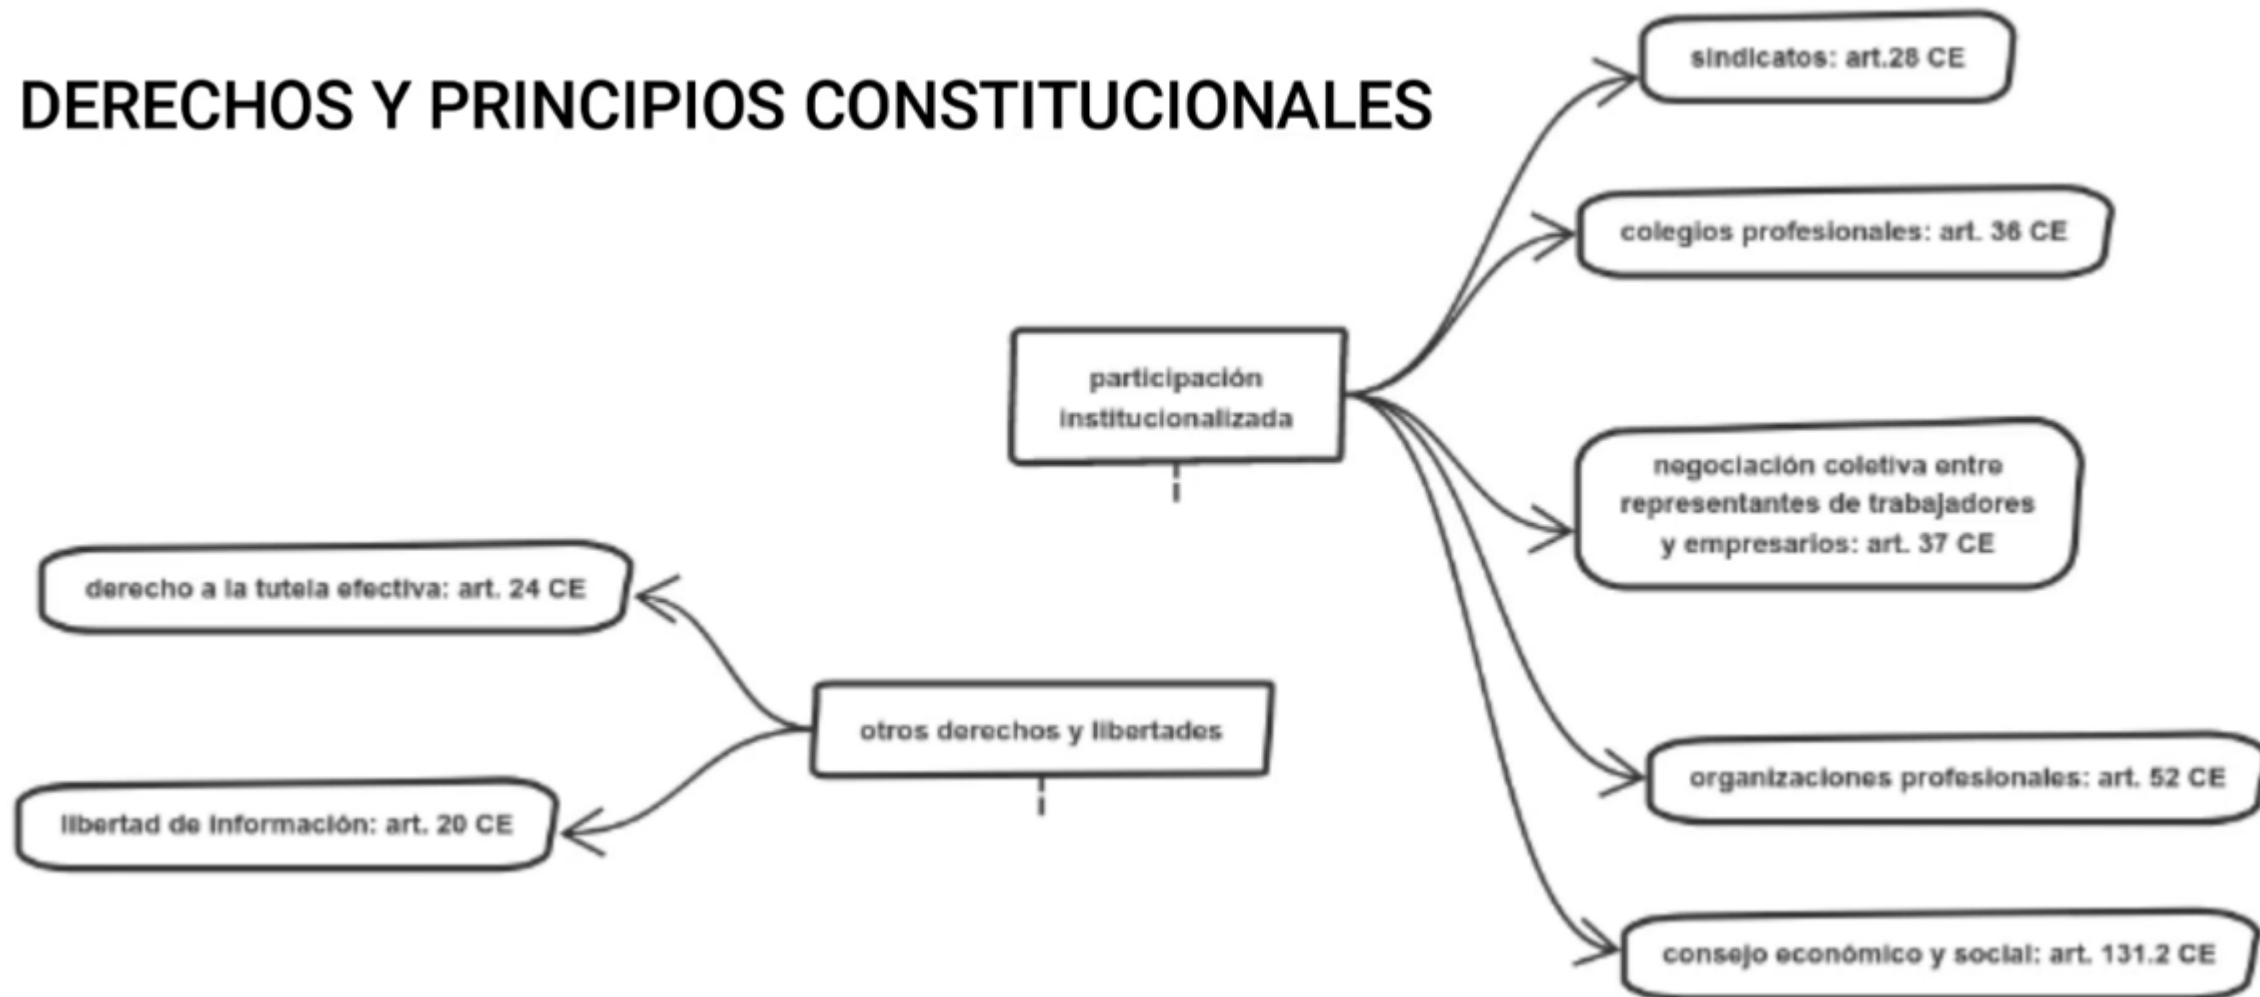 DERECHOS Y PRINCIPIOS CONSTITUCIONALES
sindicatos: art.28 CE
colegios profesionales: art. 36 CE
participación
institucionalizada
negociación coletiva entre
representantes de trabajadores
y empresarios: art. 37 CE
derecho a la tutela efectiva: art. 24 CE
otros derechos y libertades
libertad de información: art. 20 CE
organizaciones profesionales: art. 52 CE
consejo económico y social: art. 131.2 CE